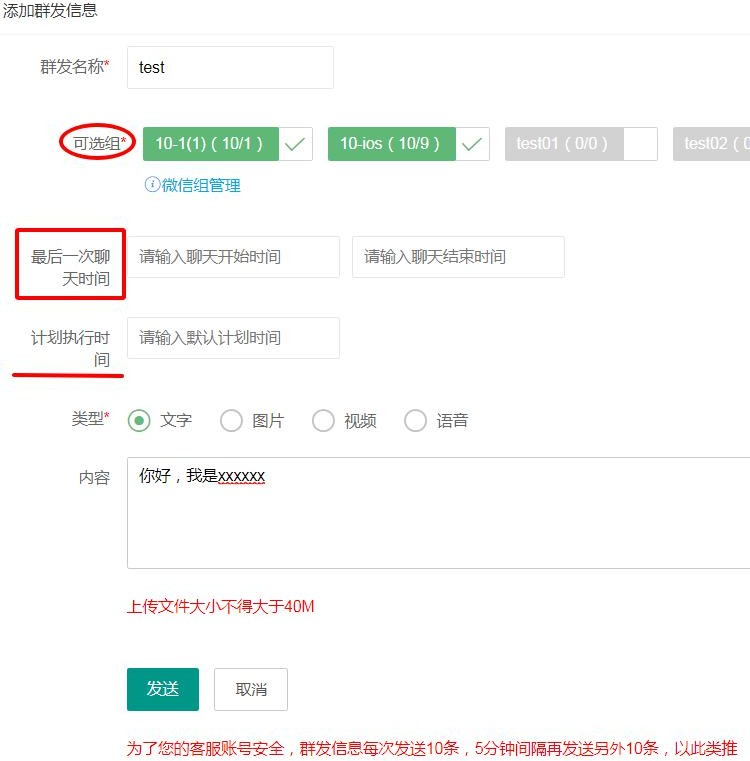 添加群发信息
群发名称* test
可选组* 10-1(1)（10/1） 10-ios（10/9） test01（0/0） test02（0
微信组管理
最后一次聊 请输入聊天开始时间 请输入聊天结束时间
天时间
计划执行时 请输入默认计划时间
间
类型* 文字 图片 视频 语音
内容 你好，我是xxxxxx
上传文件大小不得大于40M
发送 取消
为了您的客服账号安全，群发信息每次发送10条，5分钟间隔再发送另外10条，以此类推